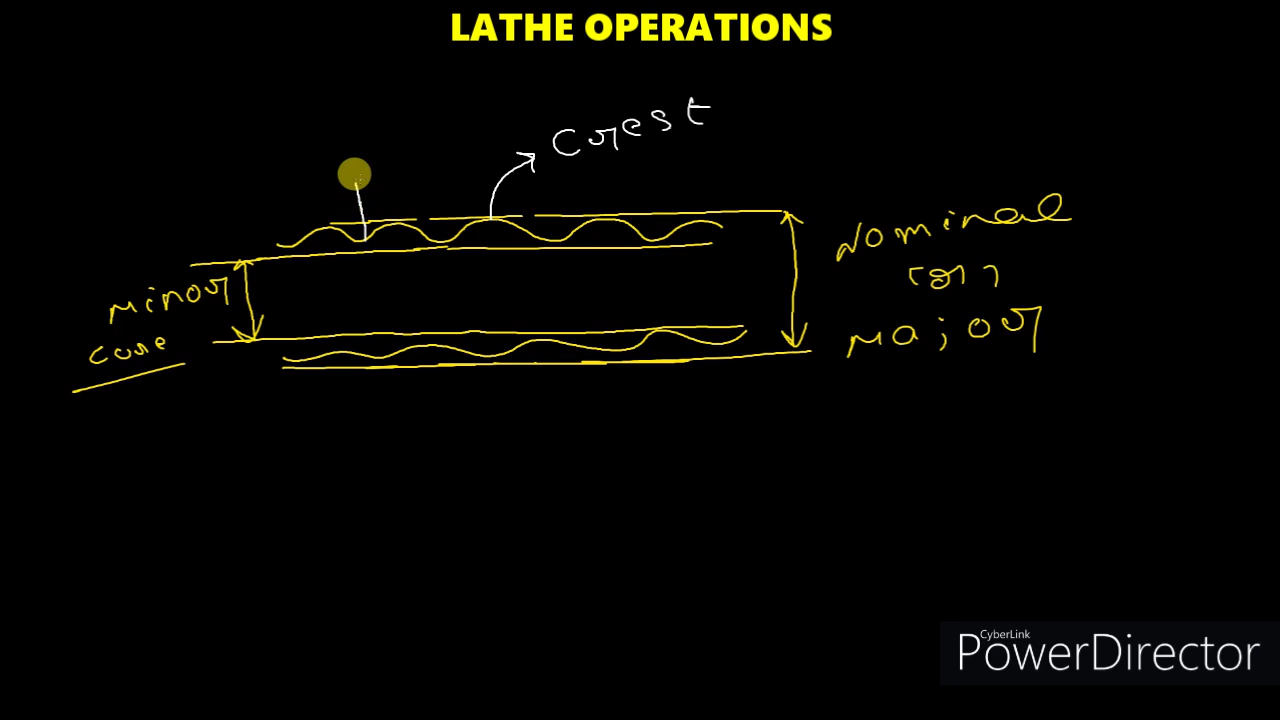 LATHE OPERATIONS
Crest
Nominal
(or)
Major
Minor
Core
CyberLink
PowerDirector